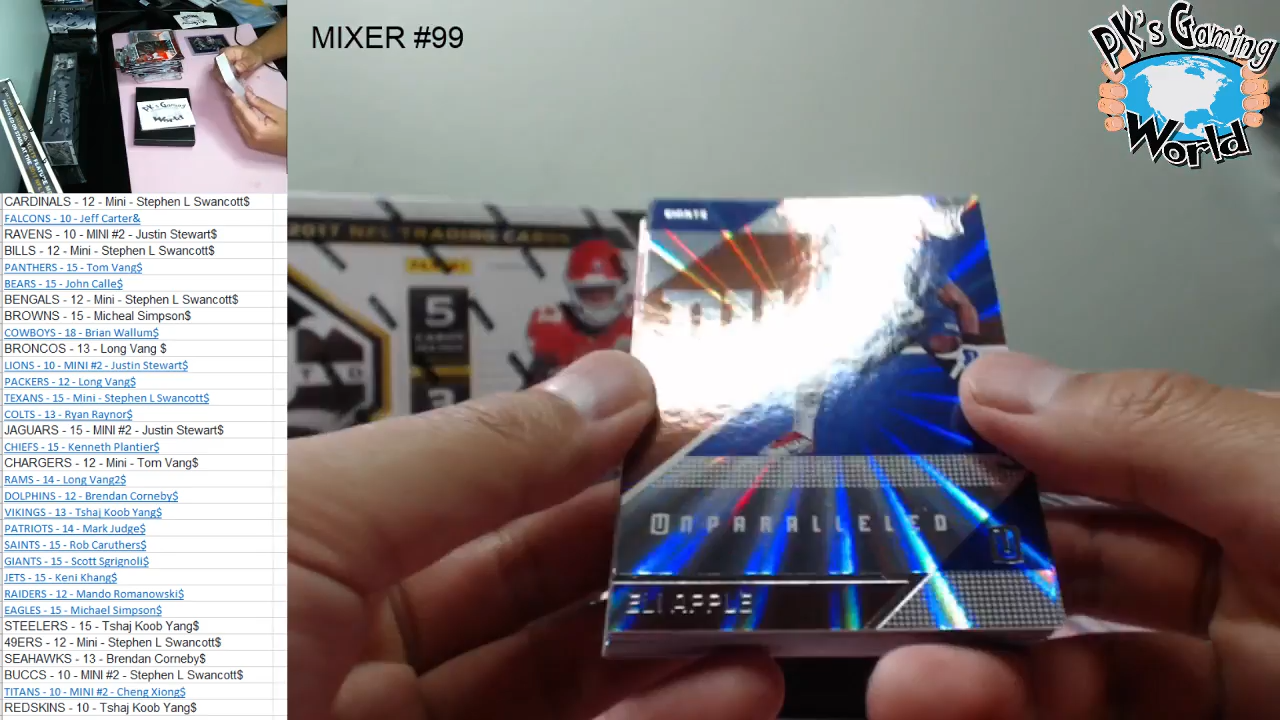 MIXER #99
PK's Gaming
World
PK's Gaming
World
CARDINALS - 12 - Mini - Stephen L Swancott$
FALCONS - 10 - Jeff Carter&
RAVENS - 10 - MINI #2 - Justin Stewart$
BILLS - 12 - Mini - Stephen L Swancott$
PANTHERS - 15 - Tom Vang$
BEARS - 15 - John Calle$
BENGALS - 12 - Mini - Stephen L Swancott$
BROWNS - 15 - Micheal Simpson$
COWBOYS - 18 - Brian Wallum$
BRONCOS - 13 - Long Vang $
LIONS - 10 - MINI #2 - Justin Stewart$
PACKERS - 12 - Long Vang$
TEXANS - 15 - Mini - Stephen L Swancott$
COLTS - 13 - Ryan Raynor$
JAGUARS - 15 - MINI #2 - Justin Stewart$
CHIEFS - 15 - Kenneth Plantier$
CHARGERS - 12 - Mini - Tom Vang$
RAMS - 14 - Long Vang2$
DOLPHINS - 12 - Brendan Corneby$
VIKINGS - 13 - Tshaj Koob Yang$
PATRIOTS - 14 - Mark Judge$
SAINTS - 15 - Rob Caruthers$
GIANTS - 15 - Scott Sgrignoli$
JETS - 15 - Keni Khang$
RAIDERS - 12 - Mando Romanowski$
EAGLES - 15 - Michael Simpson$
STEELERS - 15 - Tshaj Koob Yang$
49ERS - 12 - Mini - Stephen L Swancott$
SEAHAWKS - 13 - Brendan Corneby$
BUCCS - 10 - MINI #2 - Stephen L Swancott$
TITANS - 10 - MINI #2 - Cheng Xiong$
REDSKINS - 10 - Tshaj Koob Yang$
2017 NFL TRADING CARDS
PANINI
5
CARDS
3
GIANTS
UNPARALLELED
ELI APPLE